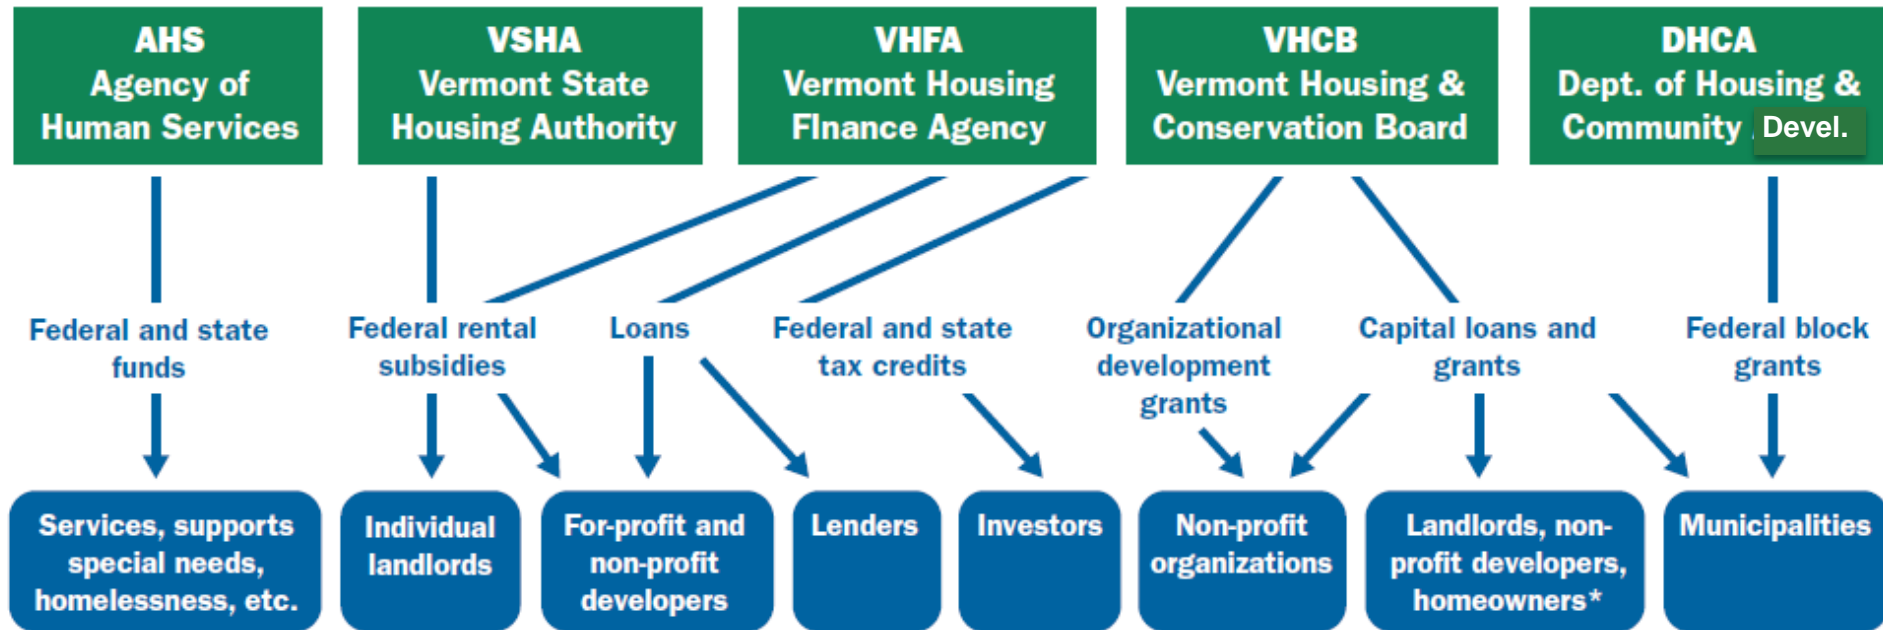 AHS
Agency of
Human Services
VSHA
Vermont State
Housing Authority
VHFA
Vermont Housing
FInance Agency
VHCB
Vermont Housing &
Conservation Board
DHCA
Dept. of Housing &
Community Devel.
Federal and state
funds
Federal rental
subsidies
Loans
Federal and state
tax credits
Organizational
development
grants
Capital loans and
grants
Federal block
grants
Services, supports
special needs,
homelessness, etc.
Individual
landlords
For-profit and
non-profit
developers
Lenders
Investors
Non-profit
organizations
Landlords, non-
profit developers,
homeowners*
Municipalities